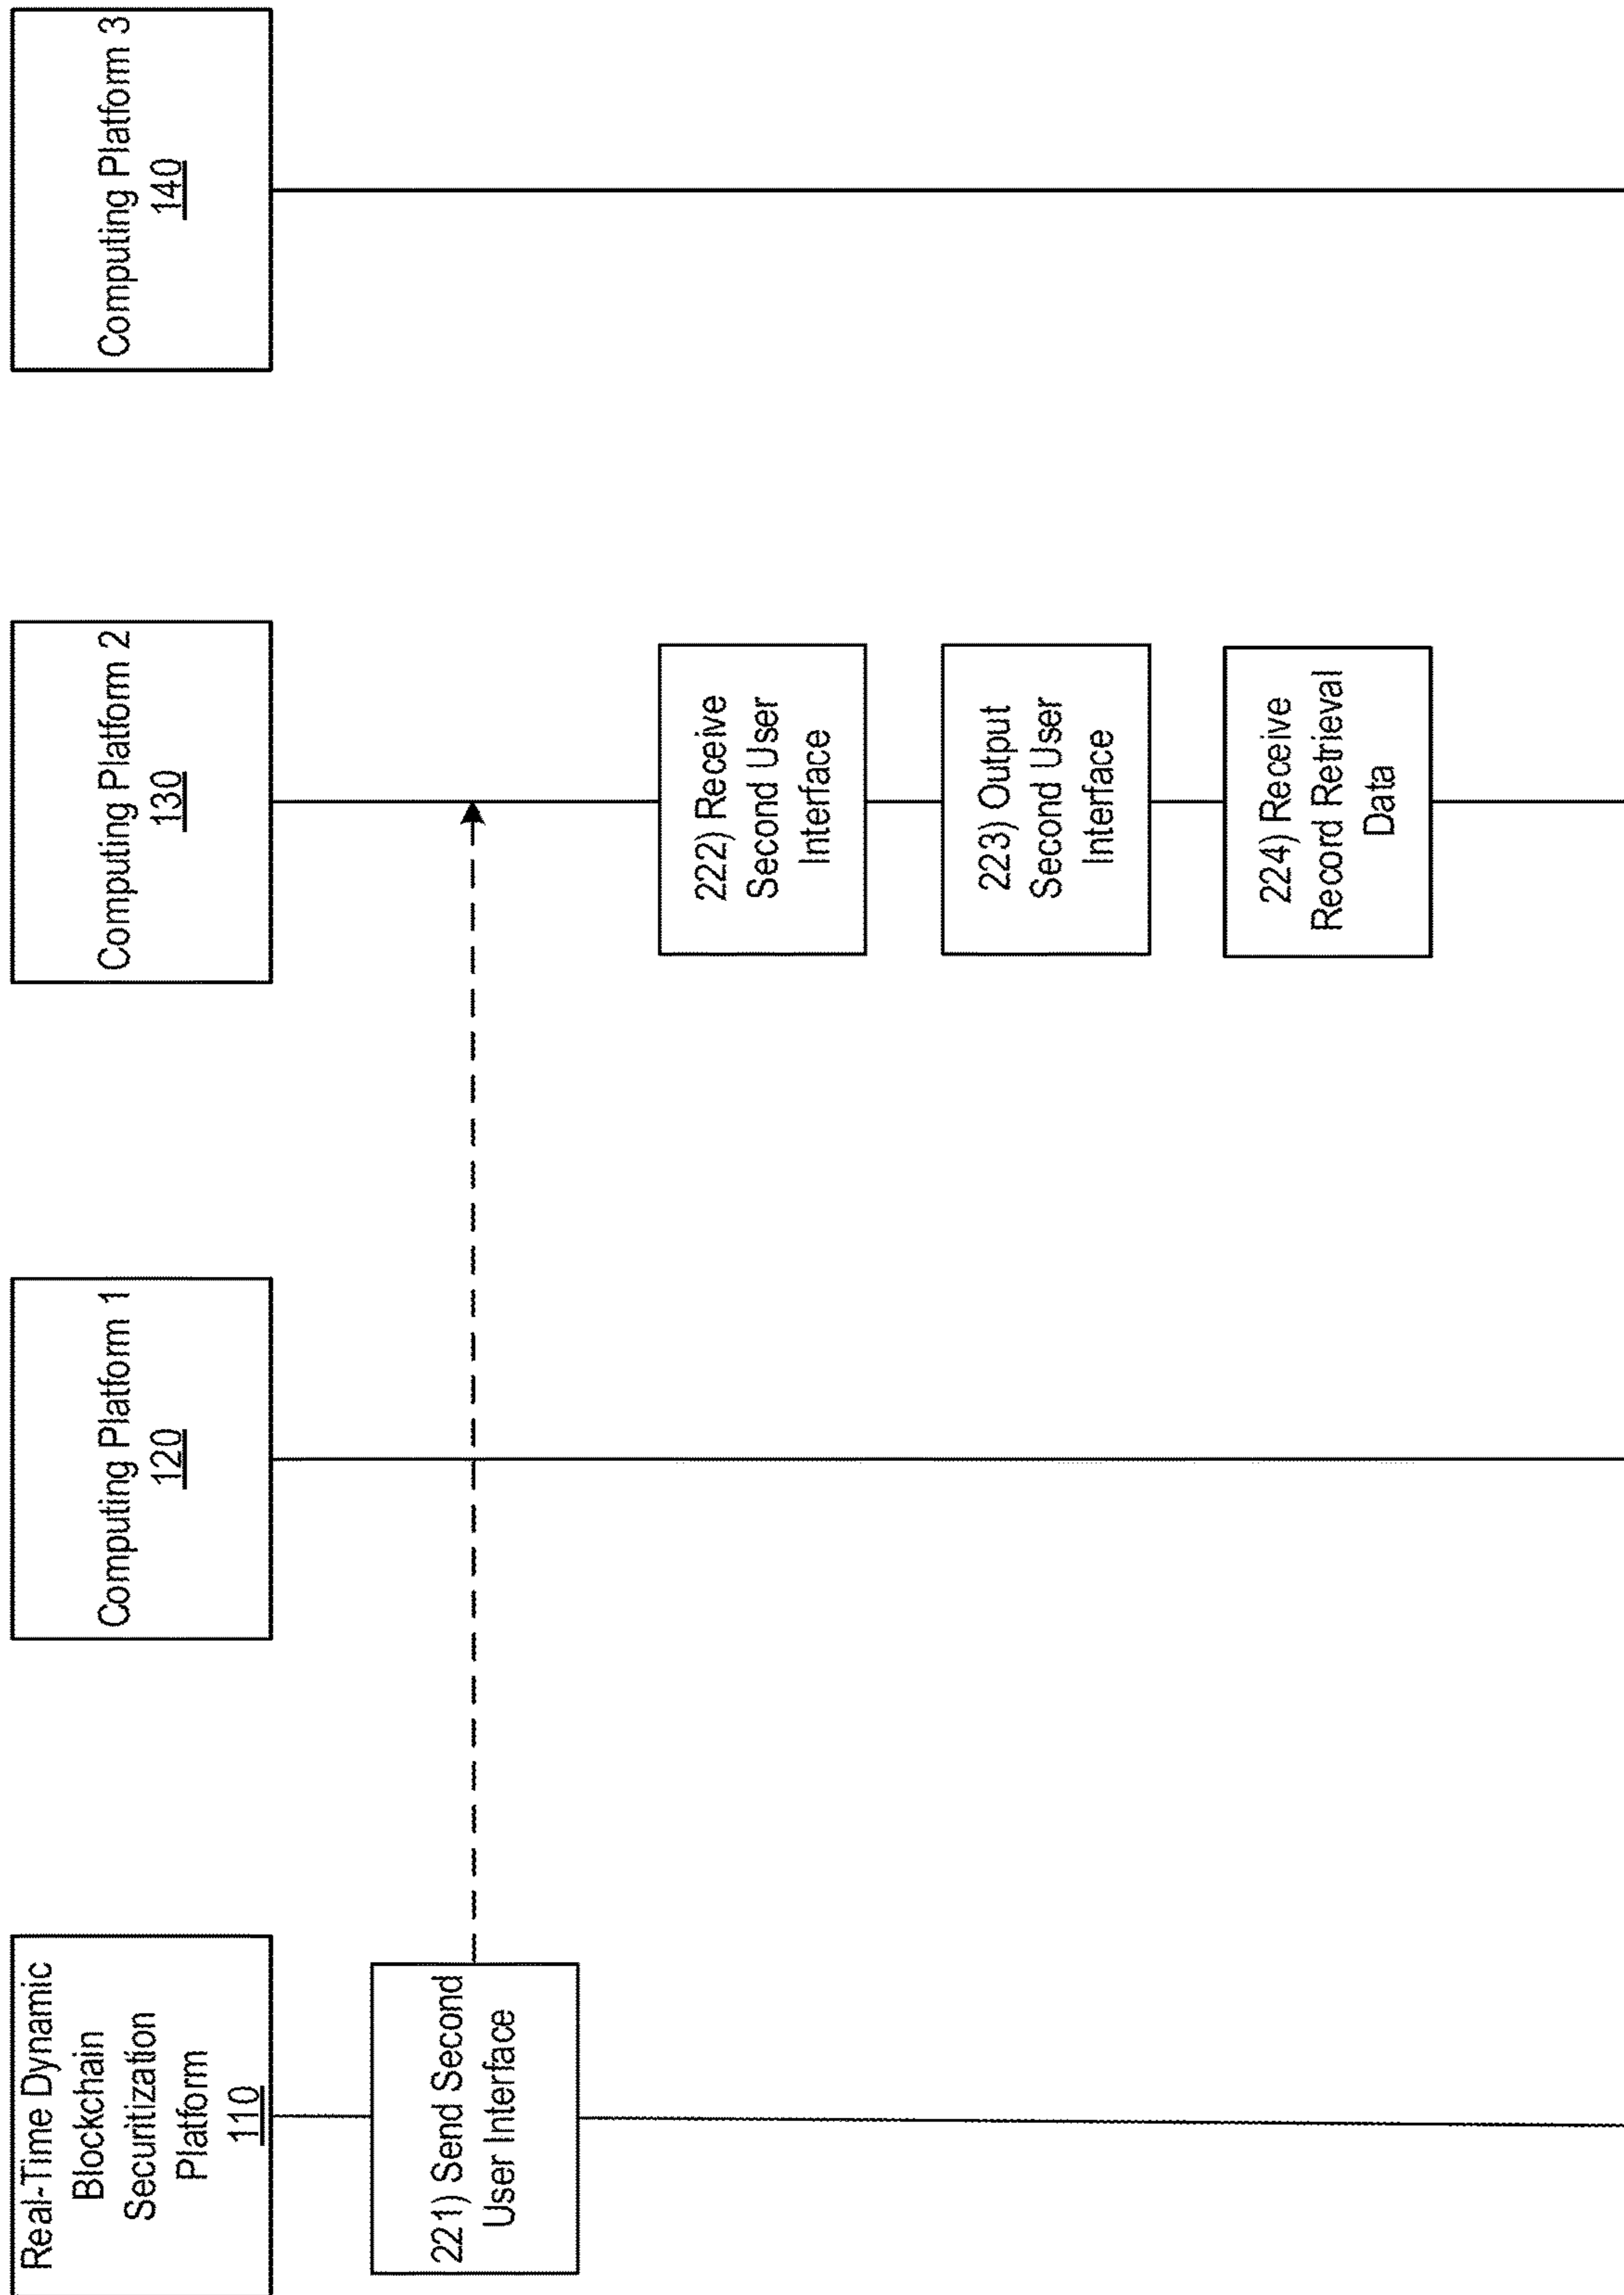 Real-Time Dynamic
Blockchain
Securitization
Platform
110
Computing Platform 1
120
Computing Platform 2
130
Computing Platform 3
140
221) Send Second
User Interface
222) Receive
Second User
Interface
223) Output
Second User
Interface
224) Receive
Record Retrieval
Data